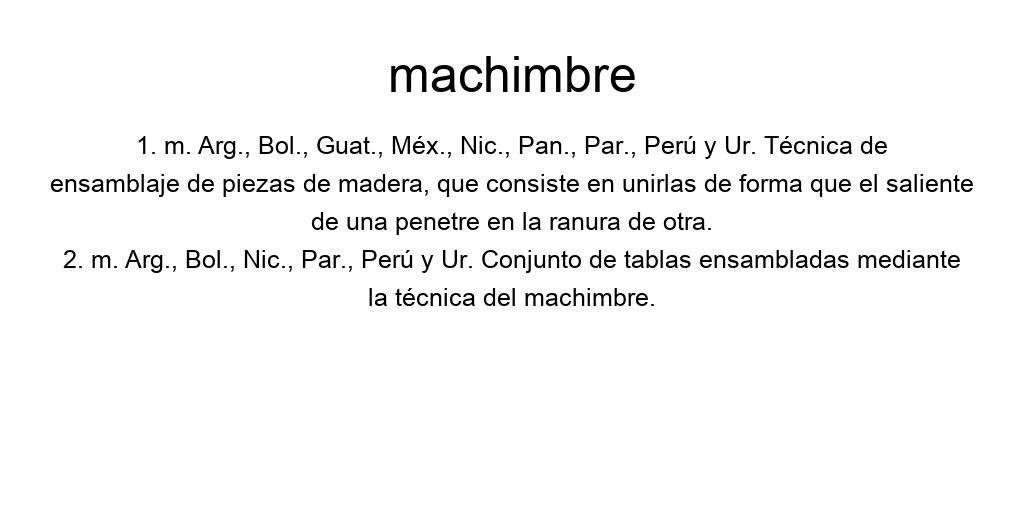 machimbre
1. m. Arg., Bol., Guat., Méx., Nic., Pan., Par., Perú y Ur. Técnica de
ensamblaje de piezas de madera, que consiste en unirlas de forma que el saliente
de una penetre en la ranura de otra.
2. m. Arg., Bol., Nic., Par., Perú y Ur. Conjunto de tablas ensambladas mediante
la técnica del machimbre.